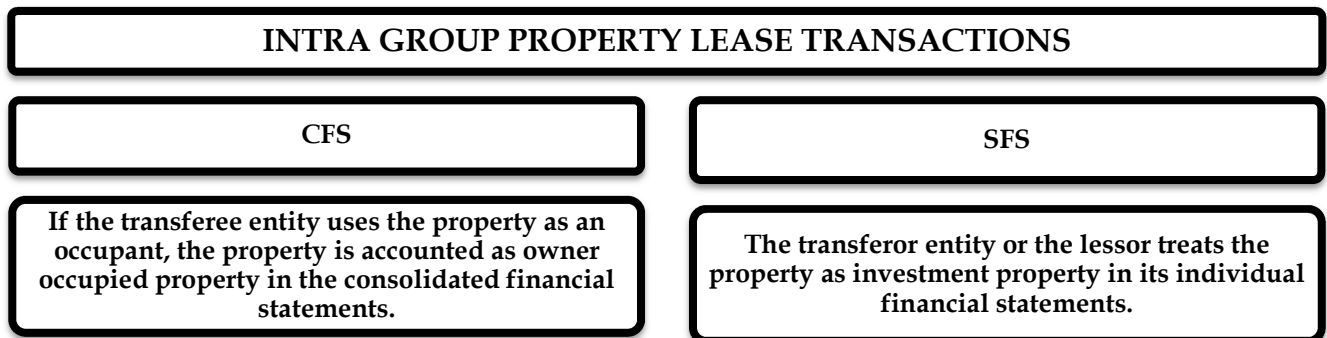 INTRA GROUP PROPERTY LEASE TRANSACTIONS
CFS
SFS
If the transferee entity uses the property as an
occupant, the property is accounted as owner
occupied property in the consolidated financial
statements.
The transferor entity or the lessor treats the
property as investment property in its individual
financial statements.